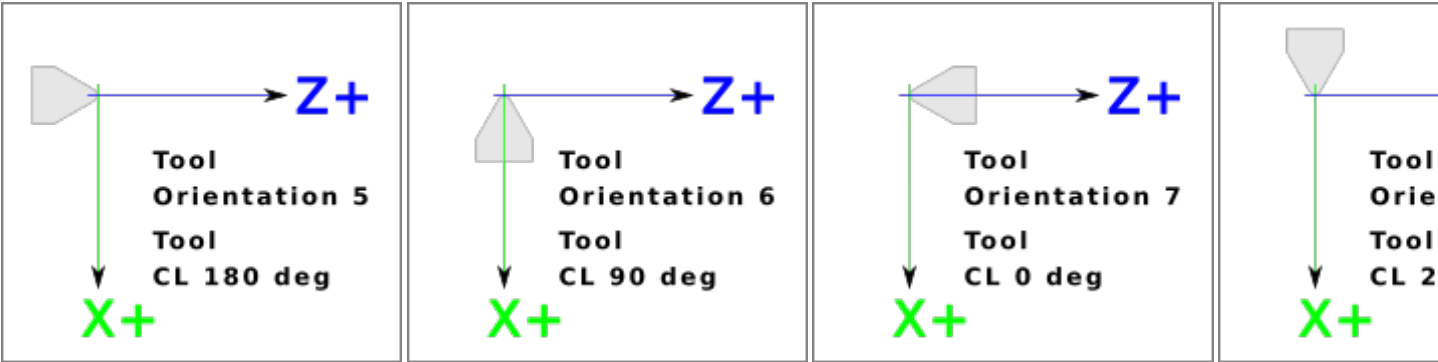 Z+
Tool
Orientation 5
Tool
CL 180 deg
X+
Z+
Tool
Orientation 6
Tool
CL 90 deg
X+
Z+
Tool
Orientation 7
Tool
CL 0 deg
X+
Tool
Tool
CL
X+